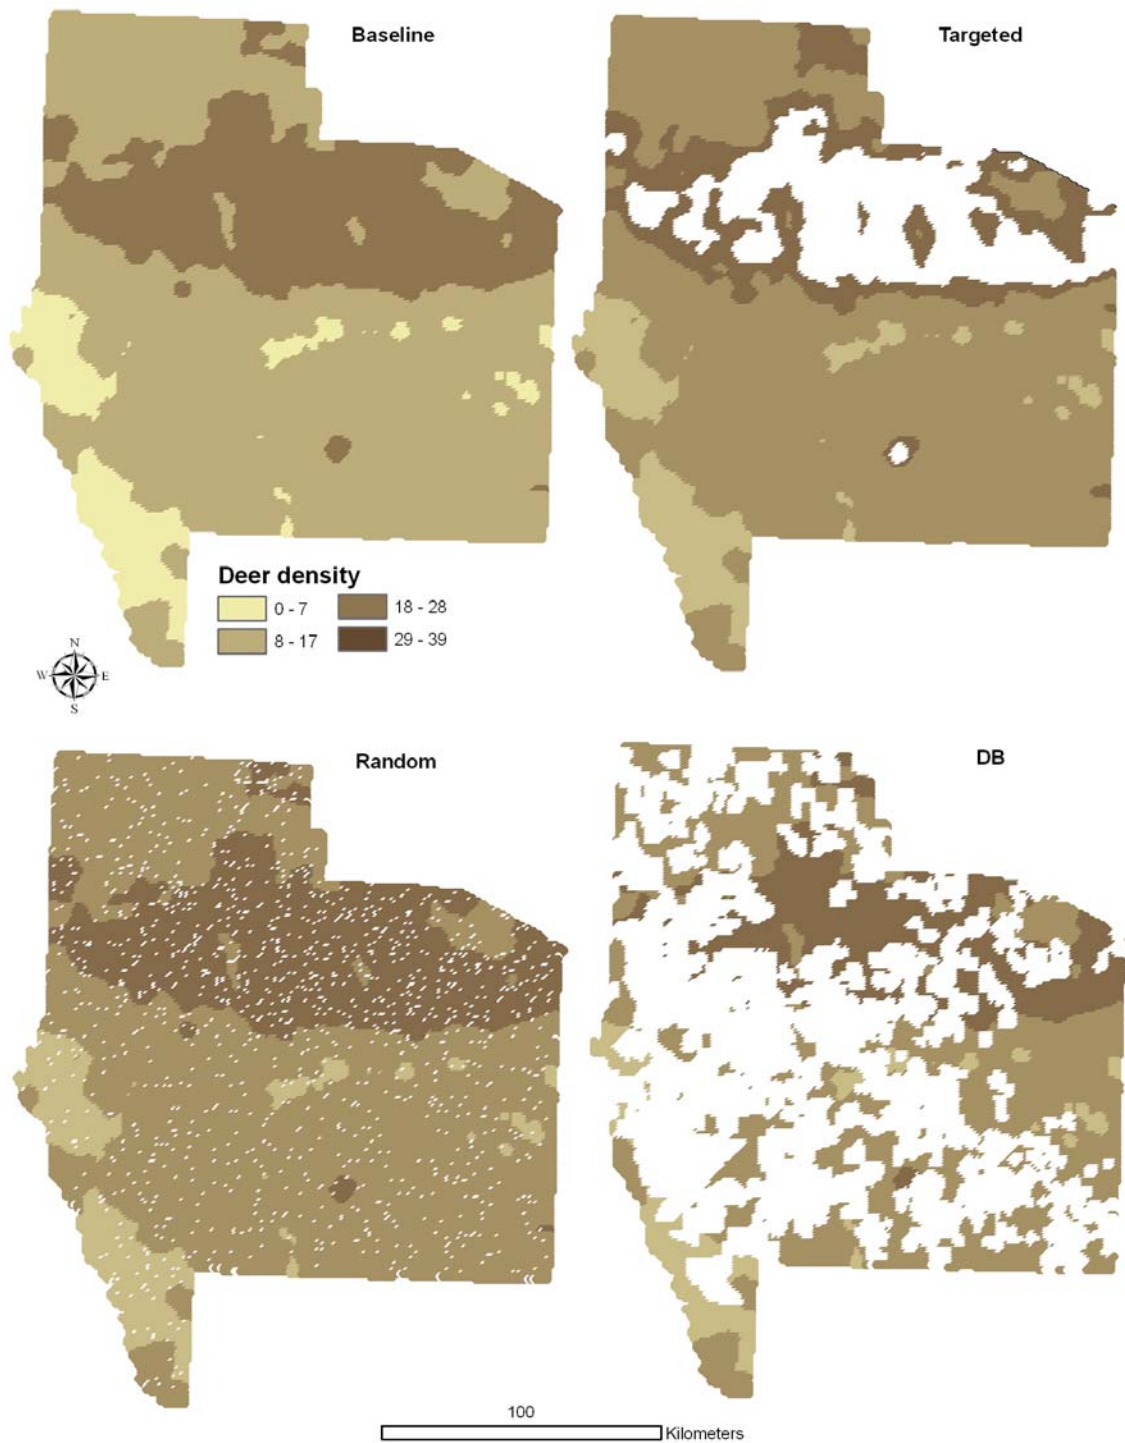 Baseline
Targeted
Deer density
0 - 7
18 - 28
8 - 17
29 - 39
N
W
E
S
Random
DB
100
Kilometers